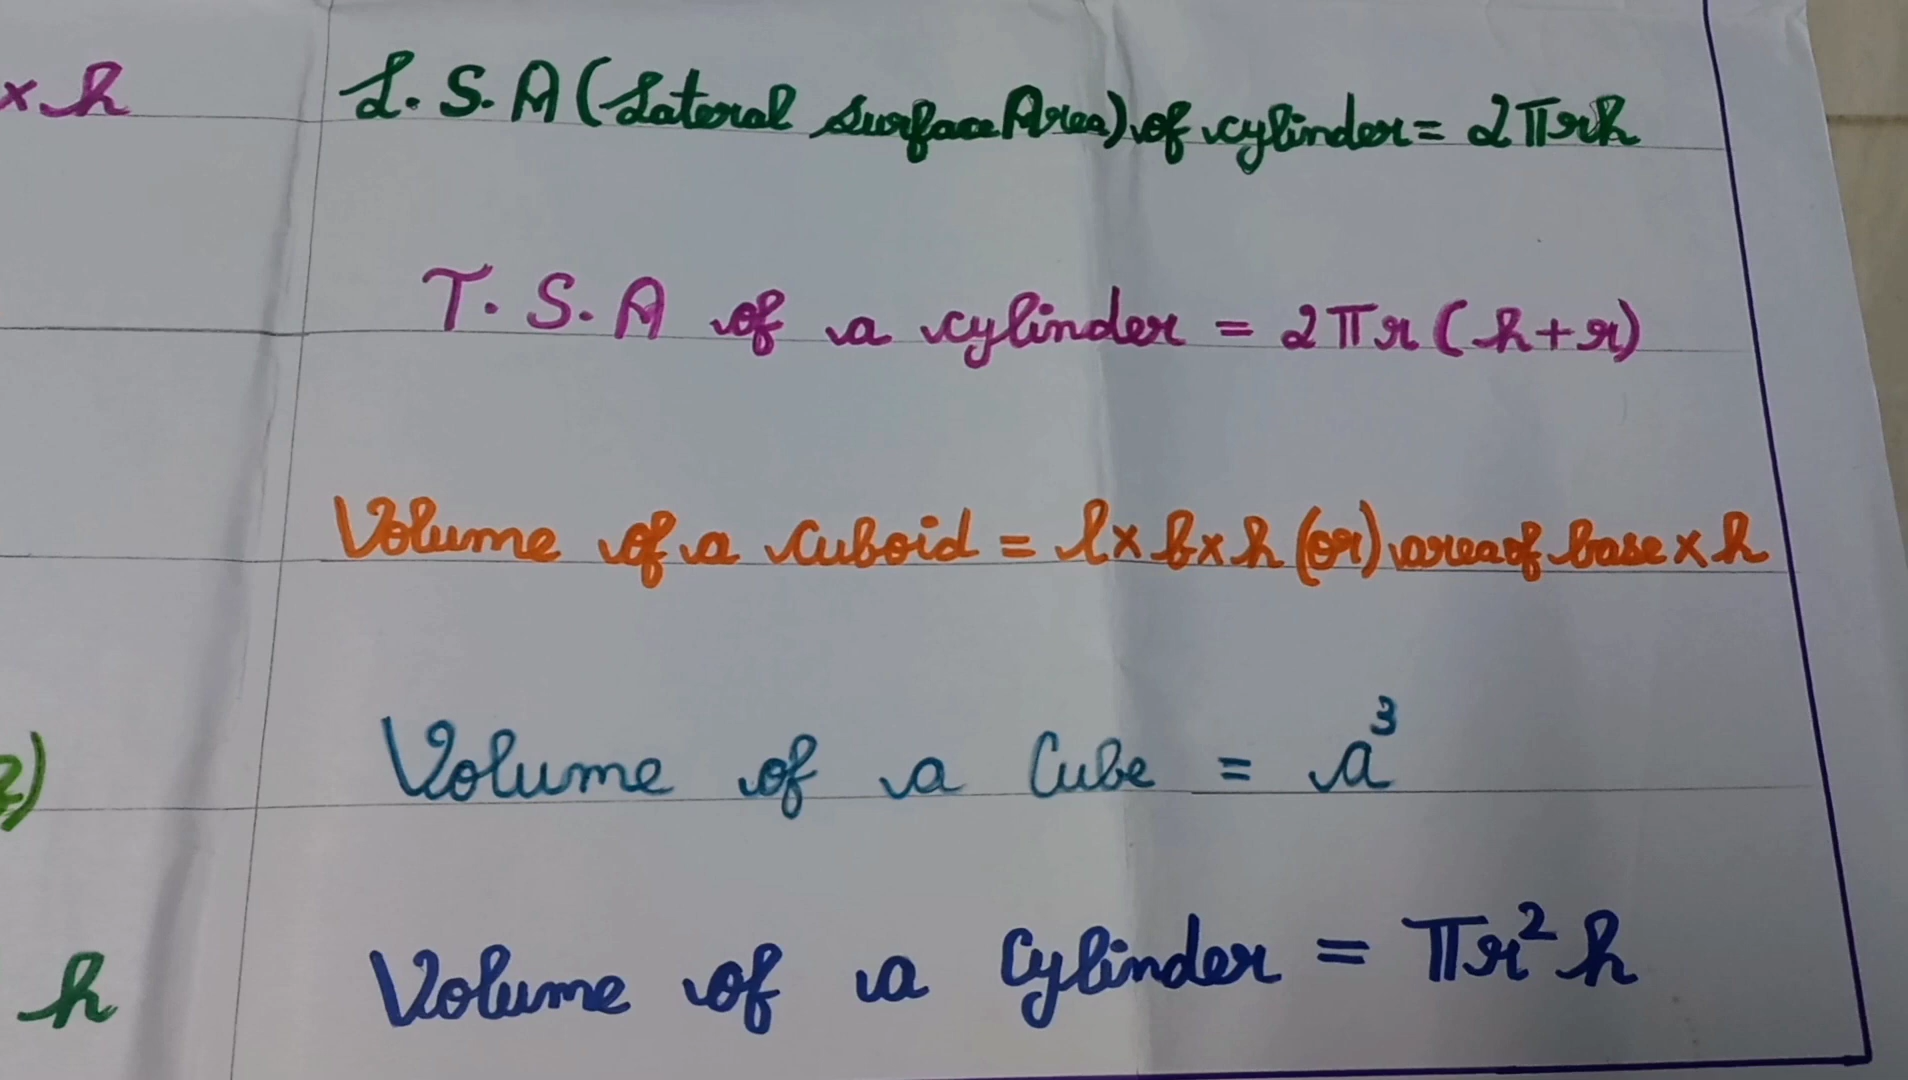 x h
L. S. A (Lateral Surface Area) of cylinder = 2πrh
T. S. A of a cylinder = 2πr (h+r)
Volume of a Cuboid = l x b x h (or) area of base x h
Volume of a Cube = a³
)
Volume of a Cylinder = πr² h
h